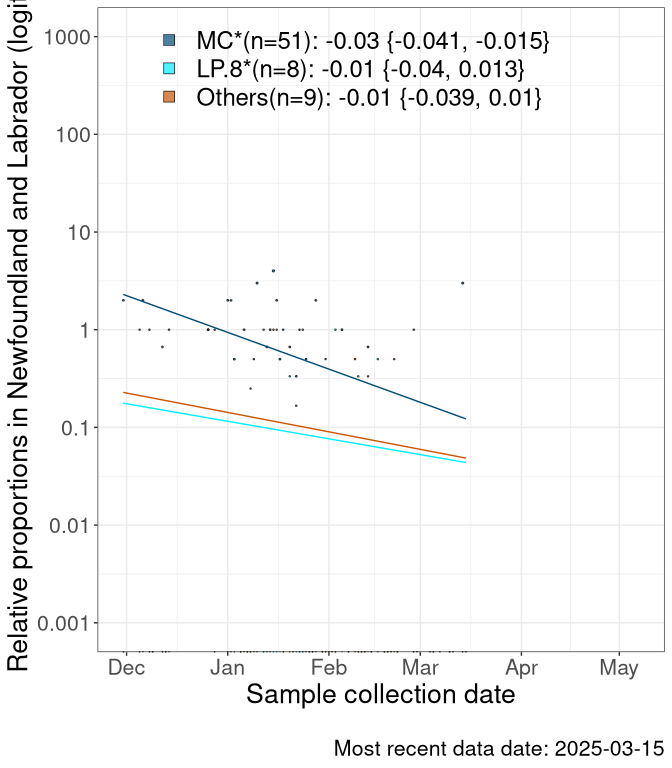 Relative proportions in Newfoundland and Labrador (logit
MC*(n=51): -0.03 {-0.041, -0.015}
LP.8*(n=8): -0.01 {-0.04, 0.013}
Others(n=9): -0.01 {-0.039, 0.01}
1000
100
10
1
0.1
0.01
0.001
Dec Jan Feb Mar Apr May
Sample collection date
Most recent data date: 2025-03-15